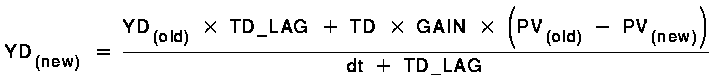 YD(new) = YD(old) × TD_LAG + TD × GAIN × (PV(old) − PV(new))
dt + TD_LAG